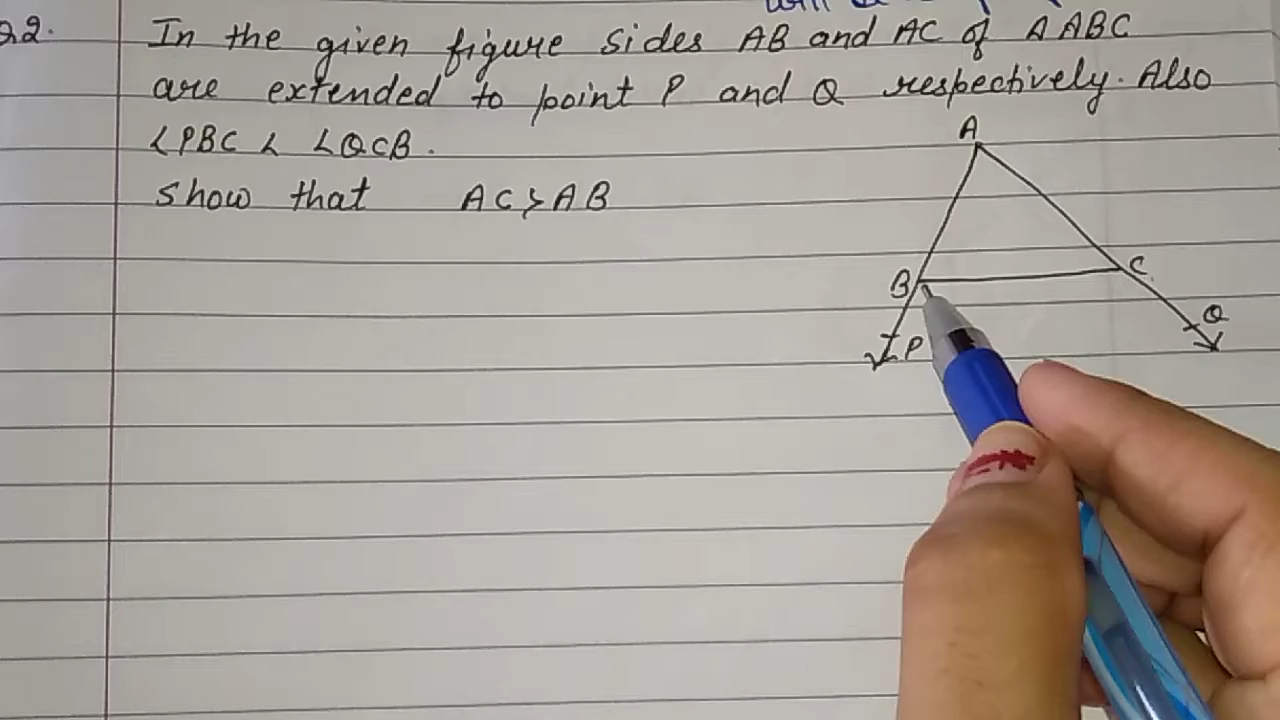 22.
In the given figure sides AB and AC of △ABC
are extended to point P and Q respectively. Also
∠PBC < ∠QCB.
show that AC > AB
A
B
C
P
Q